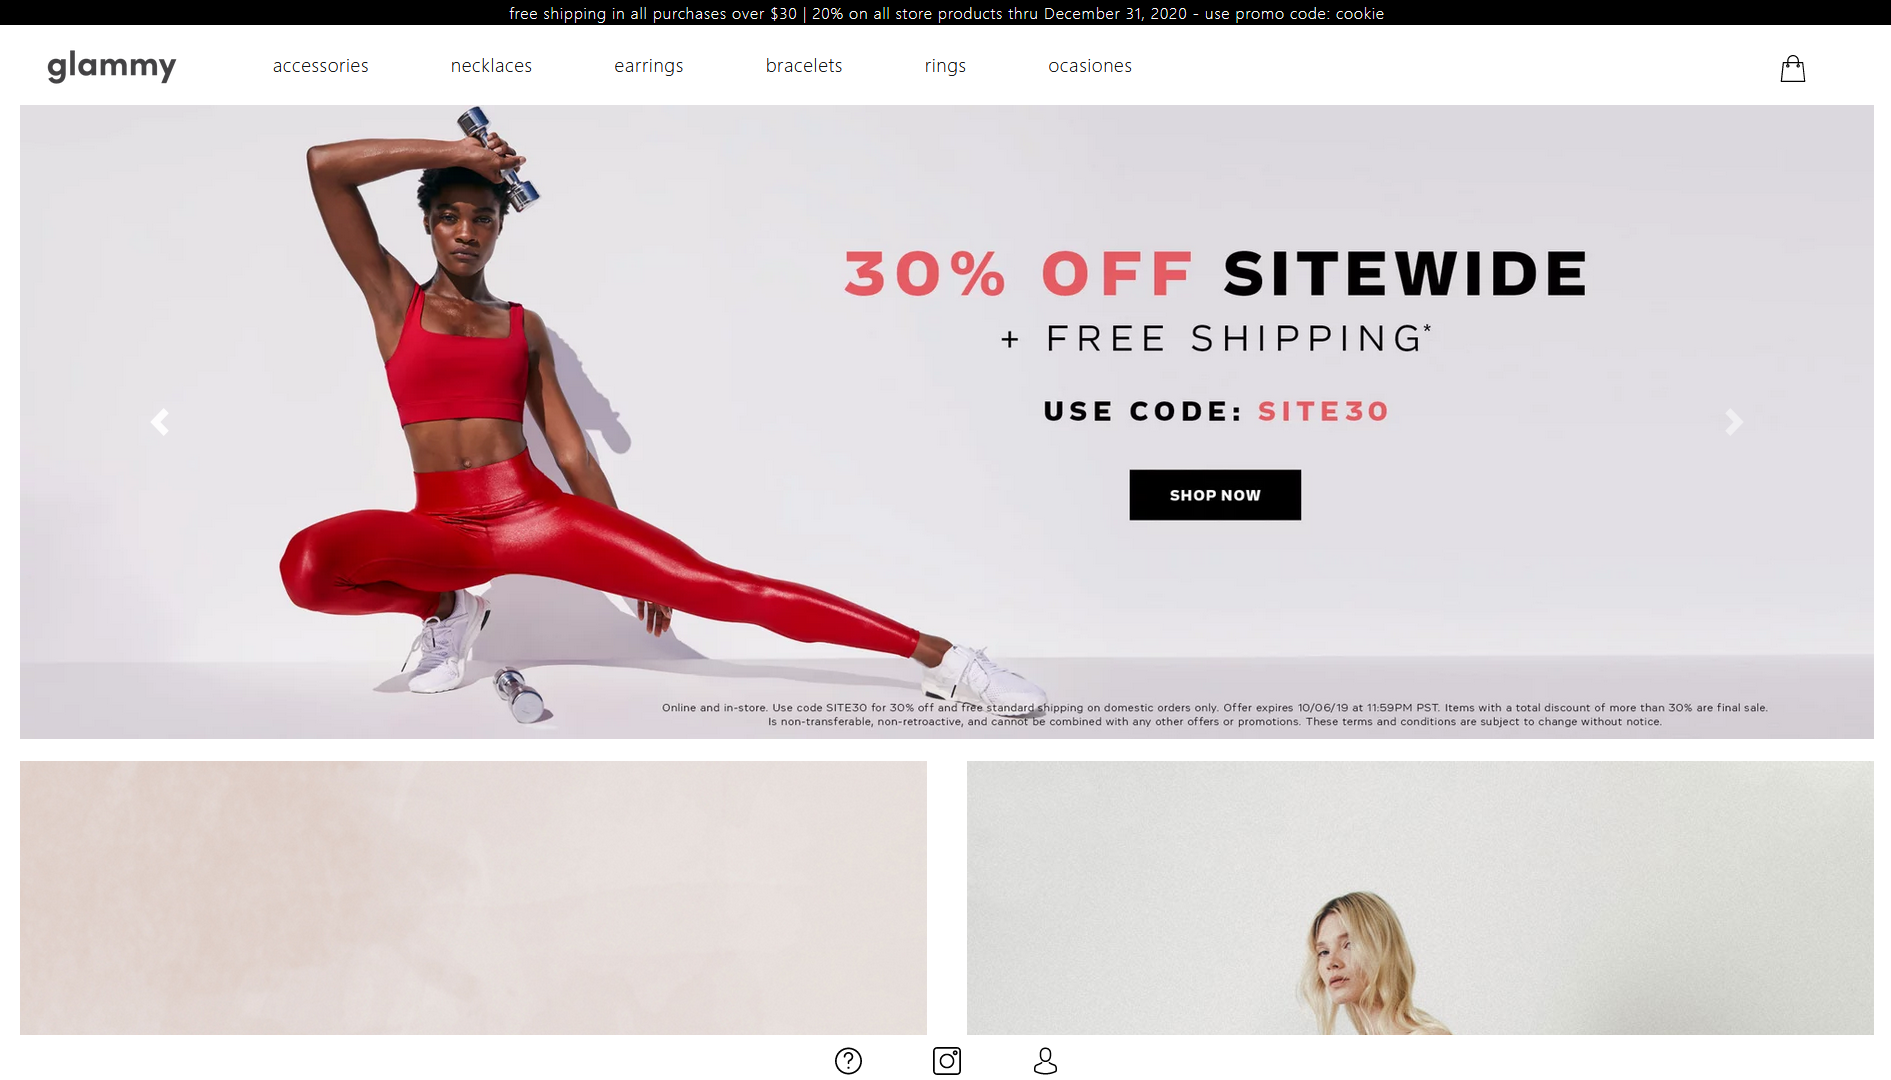 free shipping in all purchases over $30 | 20% on all store products thru December 31, 2020 - use promo code: cookie
glammy accessories necklaces earrings bracelets rings ocasiones
30% OFF SITEWIDE
+ FREE SHIPPING*
USE CODE: SITE30
SHOP NOW
Online and in-store. Use code SITE30 for 30% off and free standard shipping on domestic orders only. Offer expires 10/06/19 at 11:59PM PST. Items with a total discount of more than 30% are final sale.
Is non-transferable, non-retroactive, and cannot be combined with any other offers or promotions. These terms and conditions are subject to change without notice.